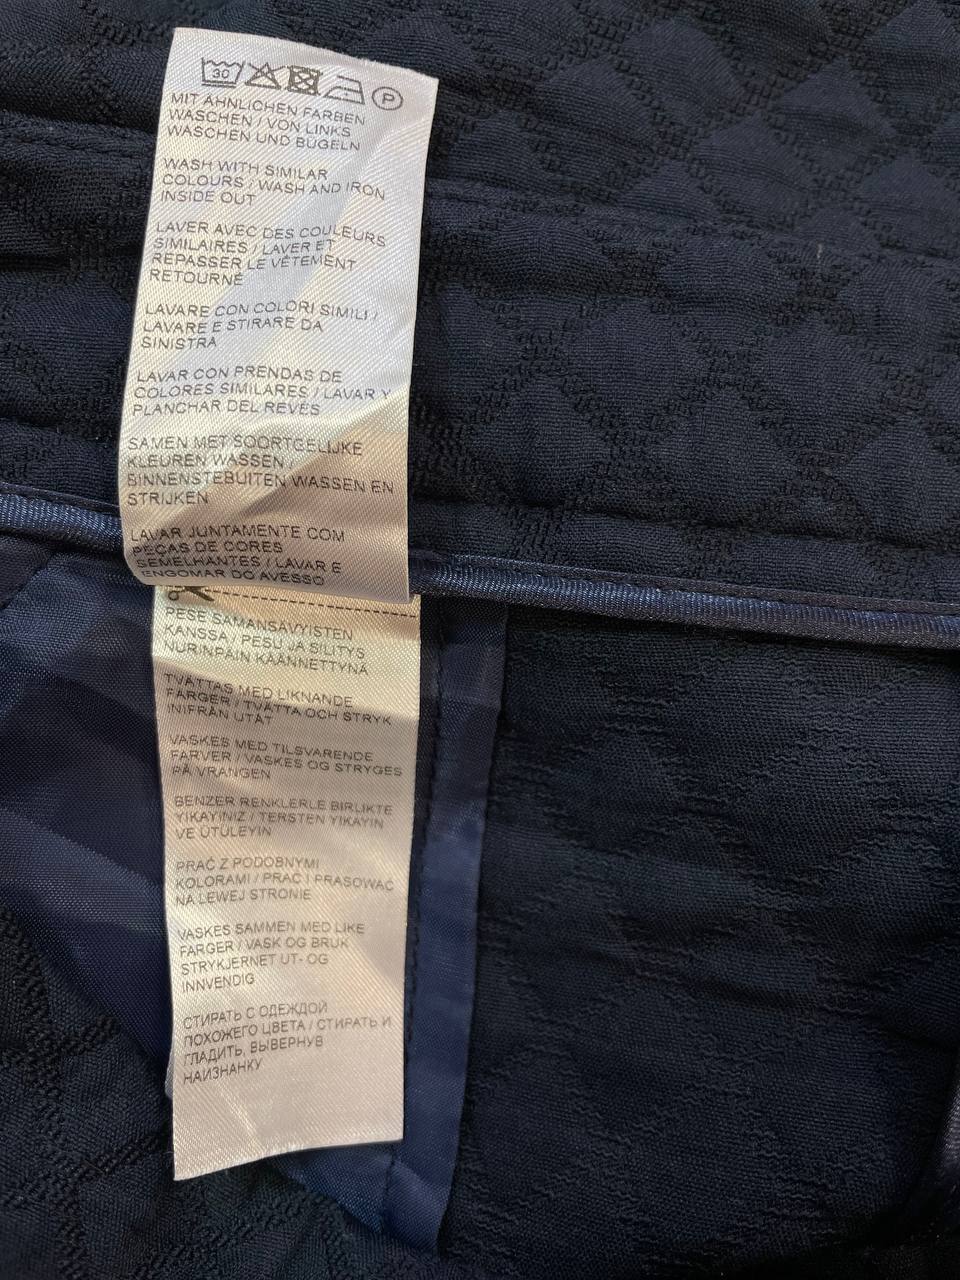 30 P
MIT ÄHNLICHEN FARBEN
WASCHEN / VON LINKS
WASCHEN UND BÜGELN
WASH WITH SIMILAR
COLOURS / WASH AND IRON
INSIDE OUT
LAVER AVEC DES COULEURS
SIMILAIRES / LAVER ET
REPASSER LE VÊTEMENT
RETOURNÉ
LAVARE CON COLORI SIMILI /
LAVARE E STIRARE DA
SINISTRA
LAVAR CON PRENDAS DE
COLORES SIMILARES / LAVAR Y
PLANCHAR DEL REVÉS
SAMEN MET SOORTGELIJKE
KLEUREN WASSEN /
BINNENSTEBUITEN WASSEN EN
STRIJKEN
LAVAR JUNTAMENTE COM
PEÇAS DE CORES
SEMELHANTES / LAVAR E
ENGOMAR DO AVESSO
PESE SAMANSÄVYISTEN
KANSSA / PESU JA SILITYS
NURINPÄIN KÄÄNNETTYNÄ
TVÄTTAS MED LIKNANDE
FÄRGER / TVÄTTA OCH STRYK
INIFRÅN UTÅT
VASKES MED TILSVARENDE
FARVER / VASKES OG STRYGES
PÅ VRANGEN
BENZER RENKLERLE BIRLIKTE
YIKAYINIZ / TERSTEN YIKAYIN
VE ÜTÜLEYIN
PRAĆ Z PODOBNYMI
KOLORAMI / PRAĆ I PRASOWAĆ
NA LEWEJ STRONIE
VASKES SAMMEN MED LIKE
FARGER / VASK OG BRUK
STRYKJERNET UT- OG
INNVENDIG
СТИРАТЬ С ОДЕЖДОЙ
ПОХОЖЕГО ЦВЕТА / СТИРАТЬ И
ГЛАДИТЬ, ВЫВЕРНУВ
НАИЗНАНКУ